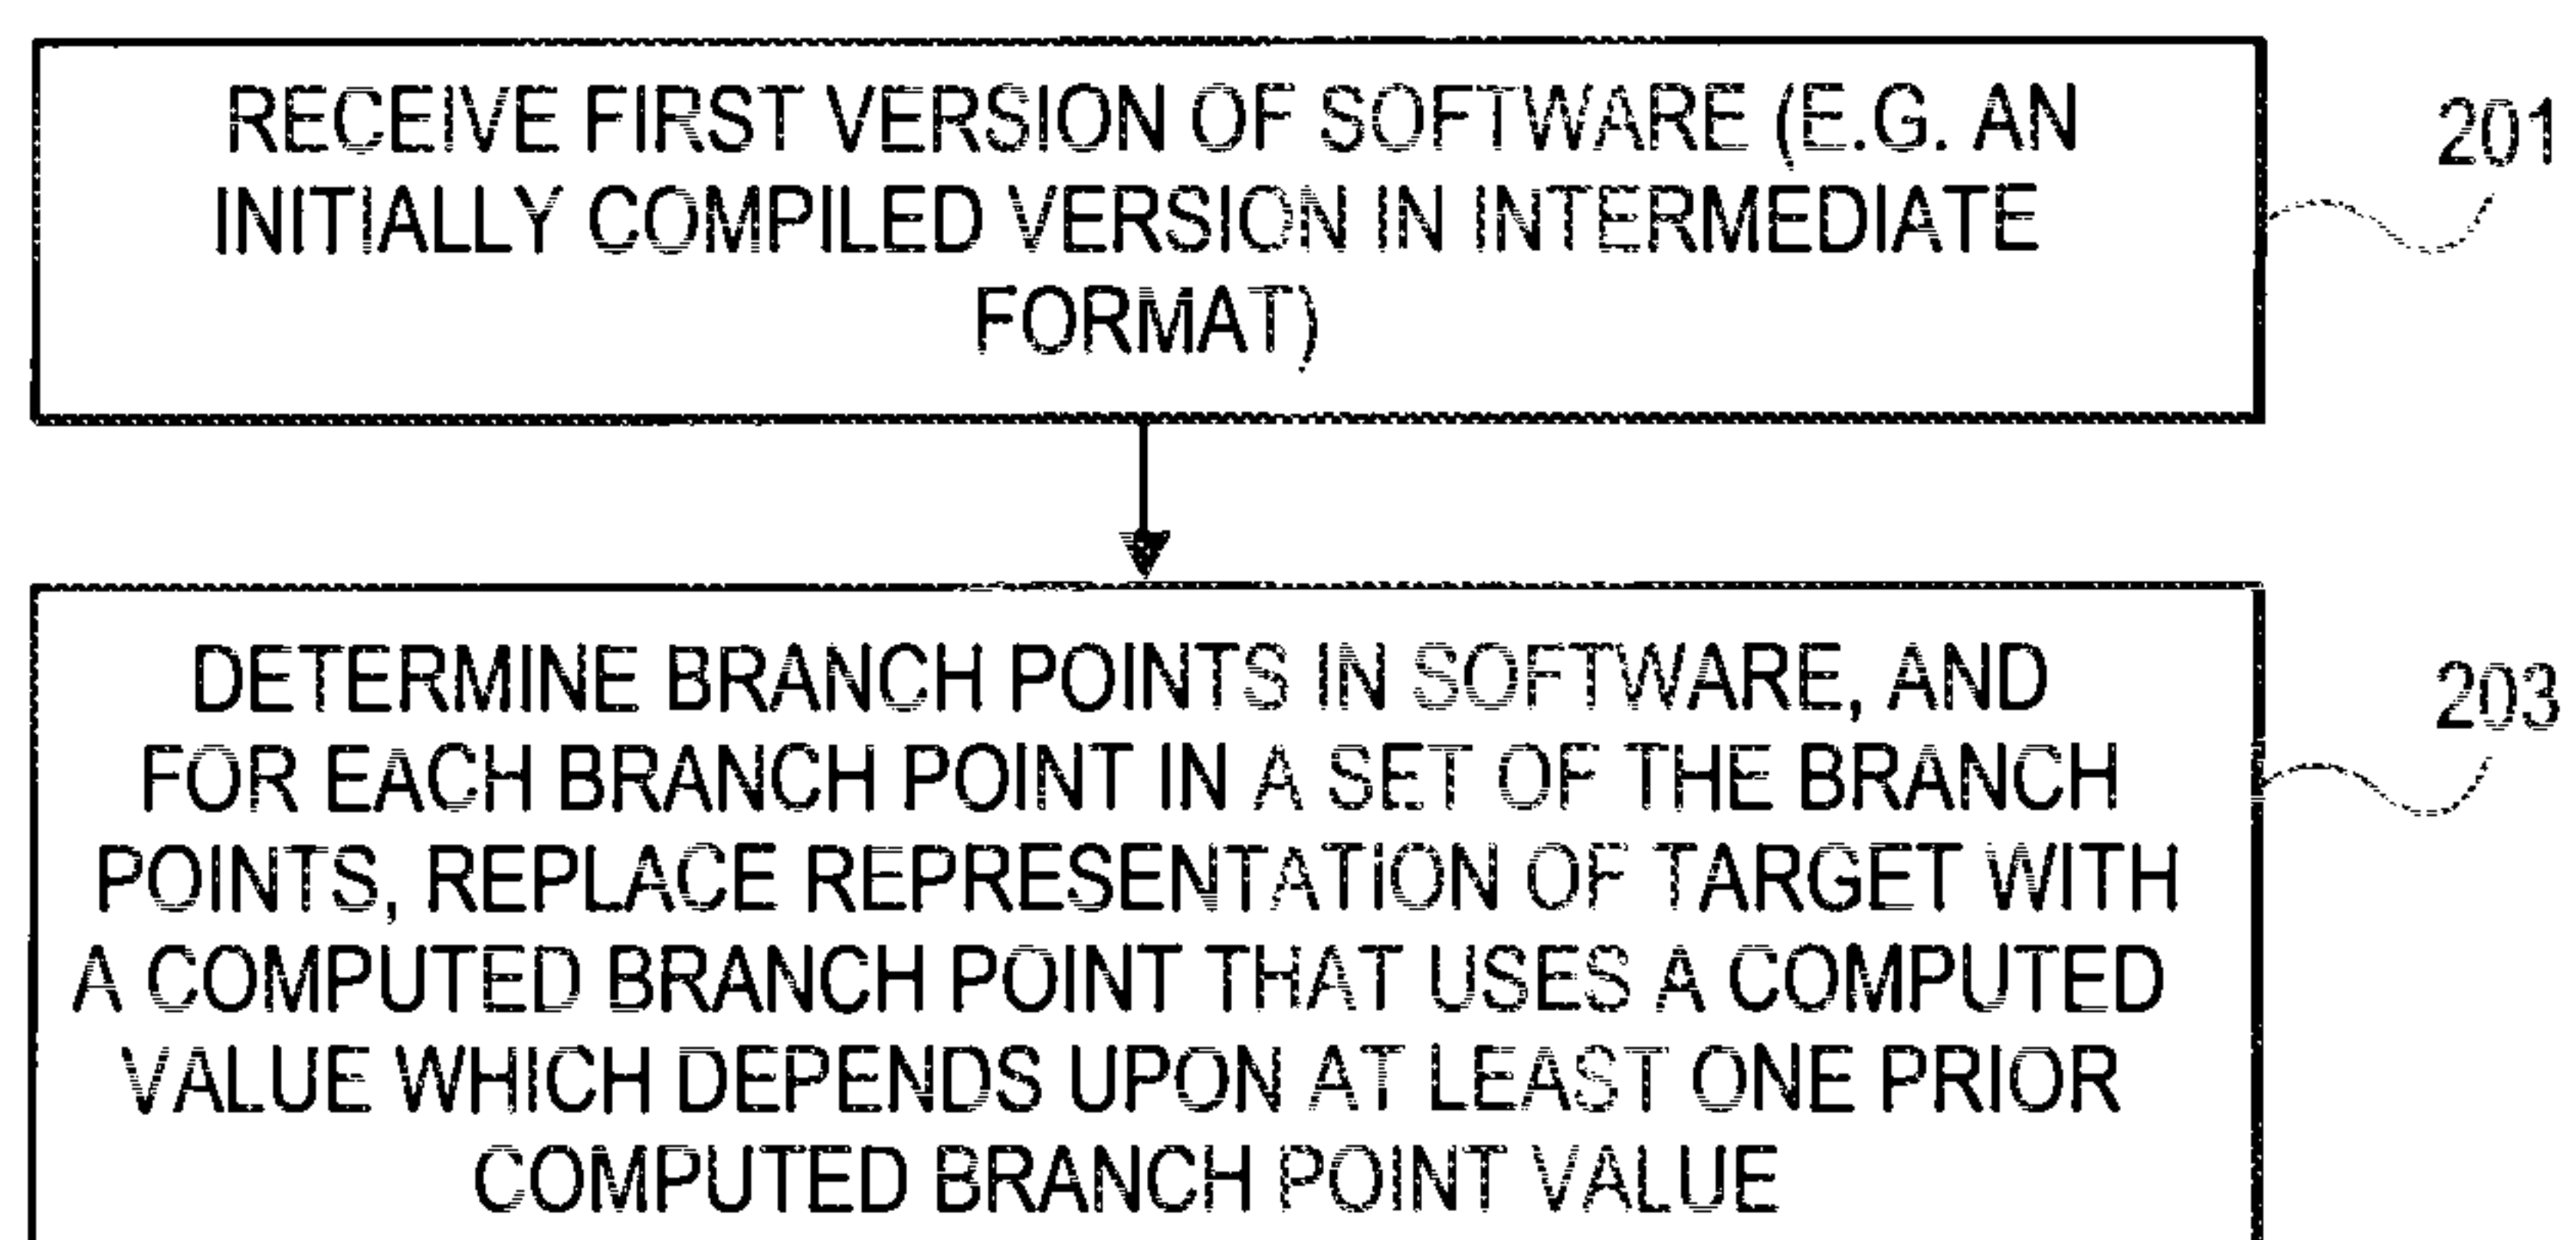 RECEIVE FIRST VERSION OF SOFTWARE (E.G. AN
INITIALLY COMPILED VERSION IN INTERMEDIATE
FORMAT)
201
DETERMINE BRANCH POINTS IN SOFTWARE, AND
FOR EACH BRANCH POINT IN A SET OF THE BRANCH
POINTS, REPLACE REPRESENTATION OF TARGET WITH
A COMPUTED BRANCH POINT THAT USES A COMPUTED
VALUE WHICH DEPENDS UPON AT LEAST ONE PRIOR
COMPUTED BRANCH POINT VALUE
203